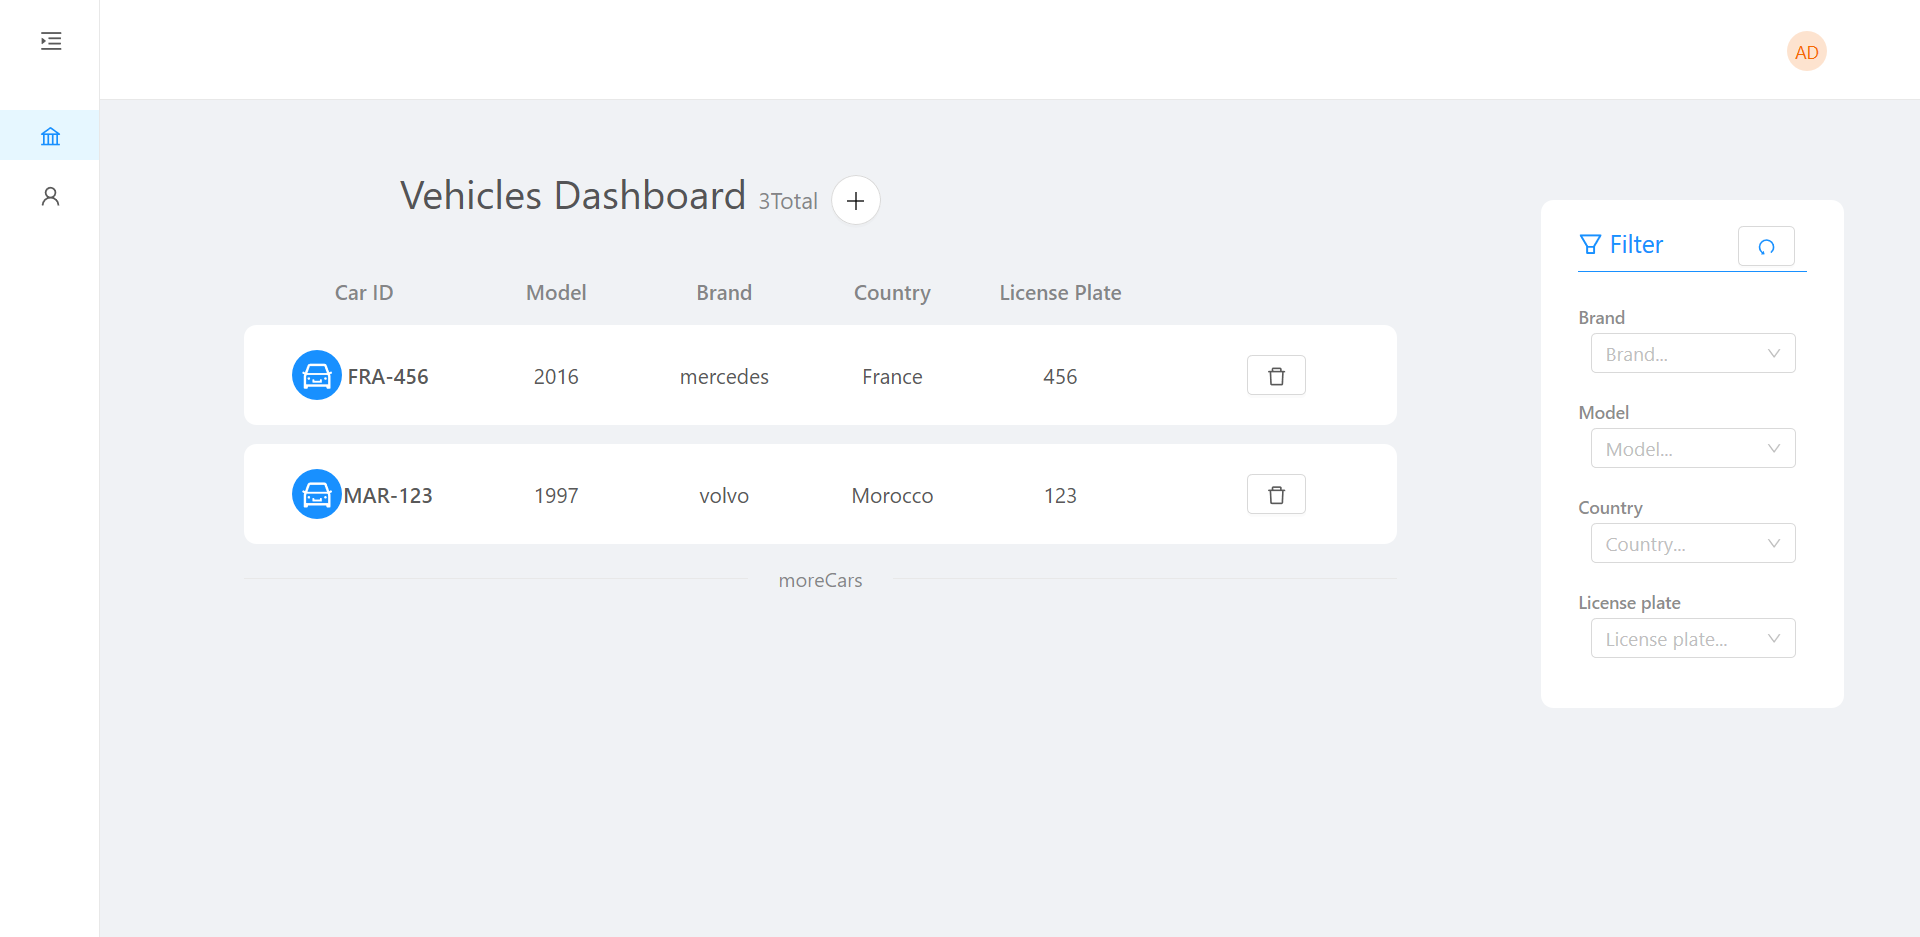 AD
Vehicles Dashboard 3Total
Car ID Model Brand Country License Plate
FRA-456 2016 mercedes France 456
MAR-123 1997 volvo Morocco 123
moreCars
Filter
Brand
Brand...
Model
Model...
Country
Country...
License plate
License plate...